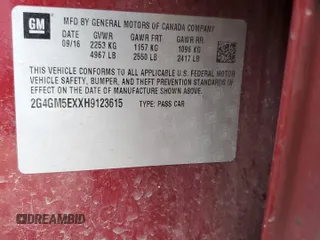 GM
MFD BY GENERAL MOTORS OF CANADA COMPANY
DATE GVWR GAWR FRT GAWR RR
09/16 2253 KG 1157 KG 1096 KG
4967 LB 2550 LB 2417 LB
THIS VEHICLE CONFORMS TO ALL APPLICABLE U.S. FEDERAL MOTOR
VEHICLE SAFETY, BUMPER, AND THEFT PREVENTION STANDARDS
IN EFFECT ON THE DATE OF MANUFACTURE SHOWN ABOVE.
2G4GM5EXXH9123615 TYPE: PASS CAR
DREAMBID